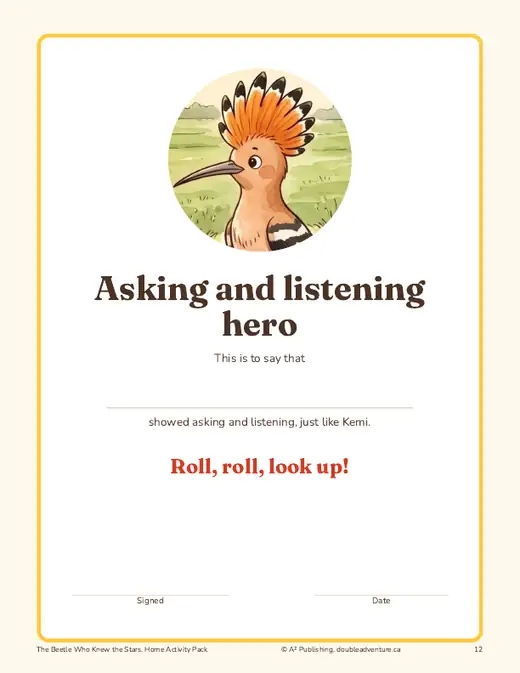 Asking and listening
hero
This is to say that
showed asking and listening, just like Kemi.
Roll, roll, look up!
Signed
Date
The Beetle Who Knew the Stars. Home Activity Pack
© A² Publishing. doubleadventure.ca
12